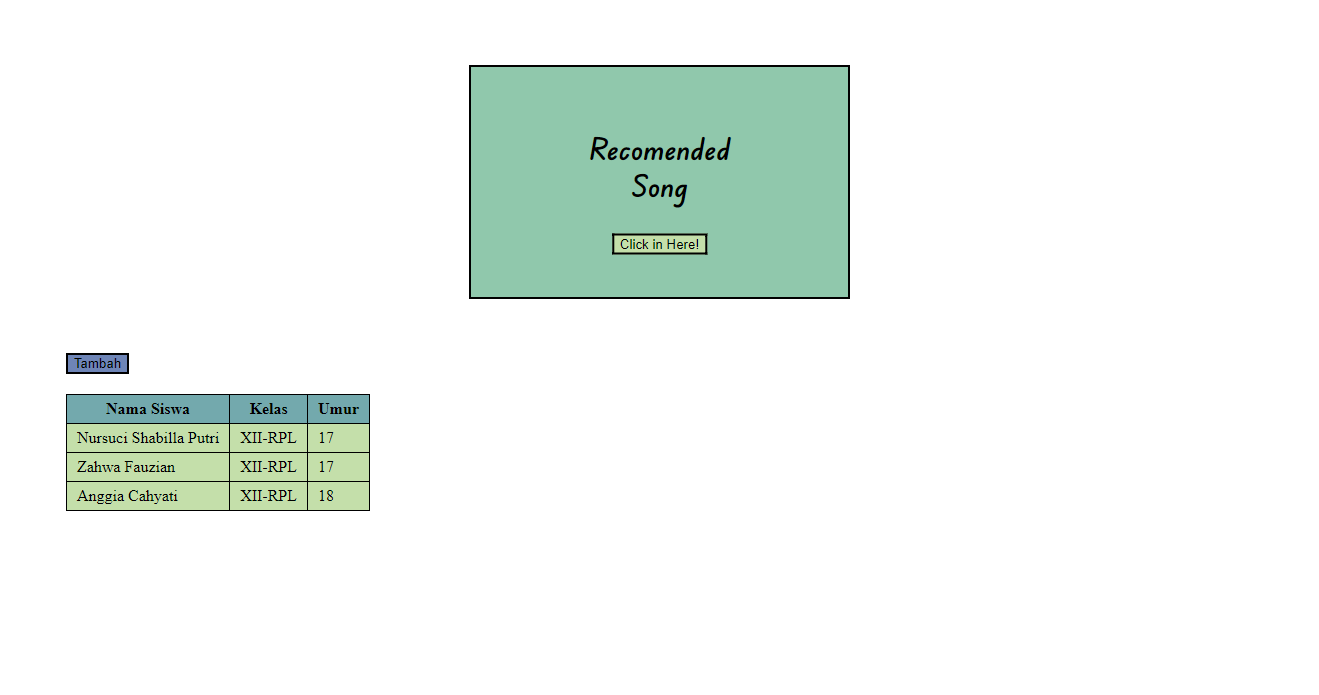 Recomended
Song
Click in Here!
Tambah
Nama Siswa Kelas Umur
Nursuci Shabilla Putri XII-RPL 17
Zahwa Fauzian XII-RPL 17
Anggia Cahyati XII-RPL 18